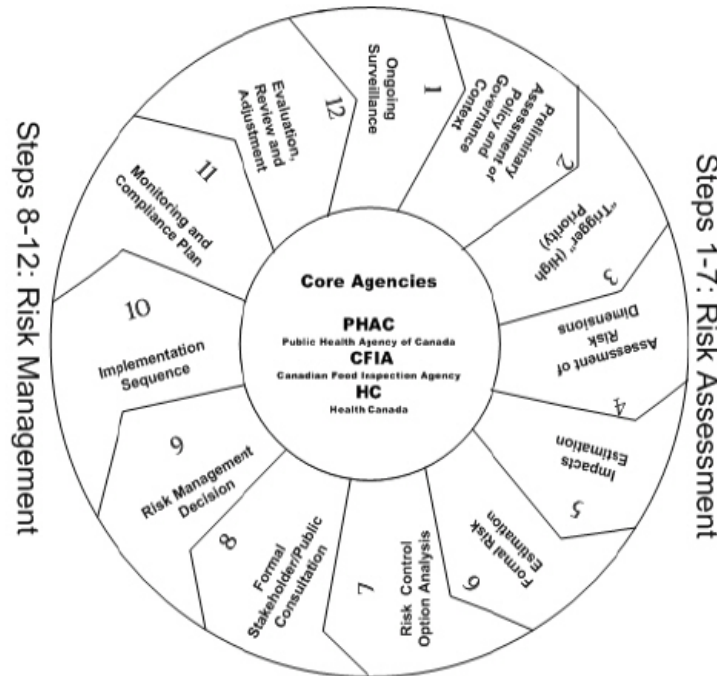 Steps 1-7: Risk Assessment
Steps 8-12: Risk Management
Core Agencies
PHAC
Public Health Agency of Canada
CFIA
Canadian Food Inspection Agency
HC
Health Canada
1
Ongoing
Surveillance
2
Preliminary
Assessment of
Policy and
Governance
Context
3
"Trigger" (High
Priority)
4
Assessment of
Risk
Dimensions
5
Impacts
Estimation
6
Formal Risk
Estimation
7
Risk Control
Option Analysis
8
Formal
Stakeholder/Public
Consultation
9
Risk Management
Decision
10
Implementation
Sequence
11
Monitoring and
Compliance Plan
12
Evaluation,
Review and
Adjustment